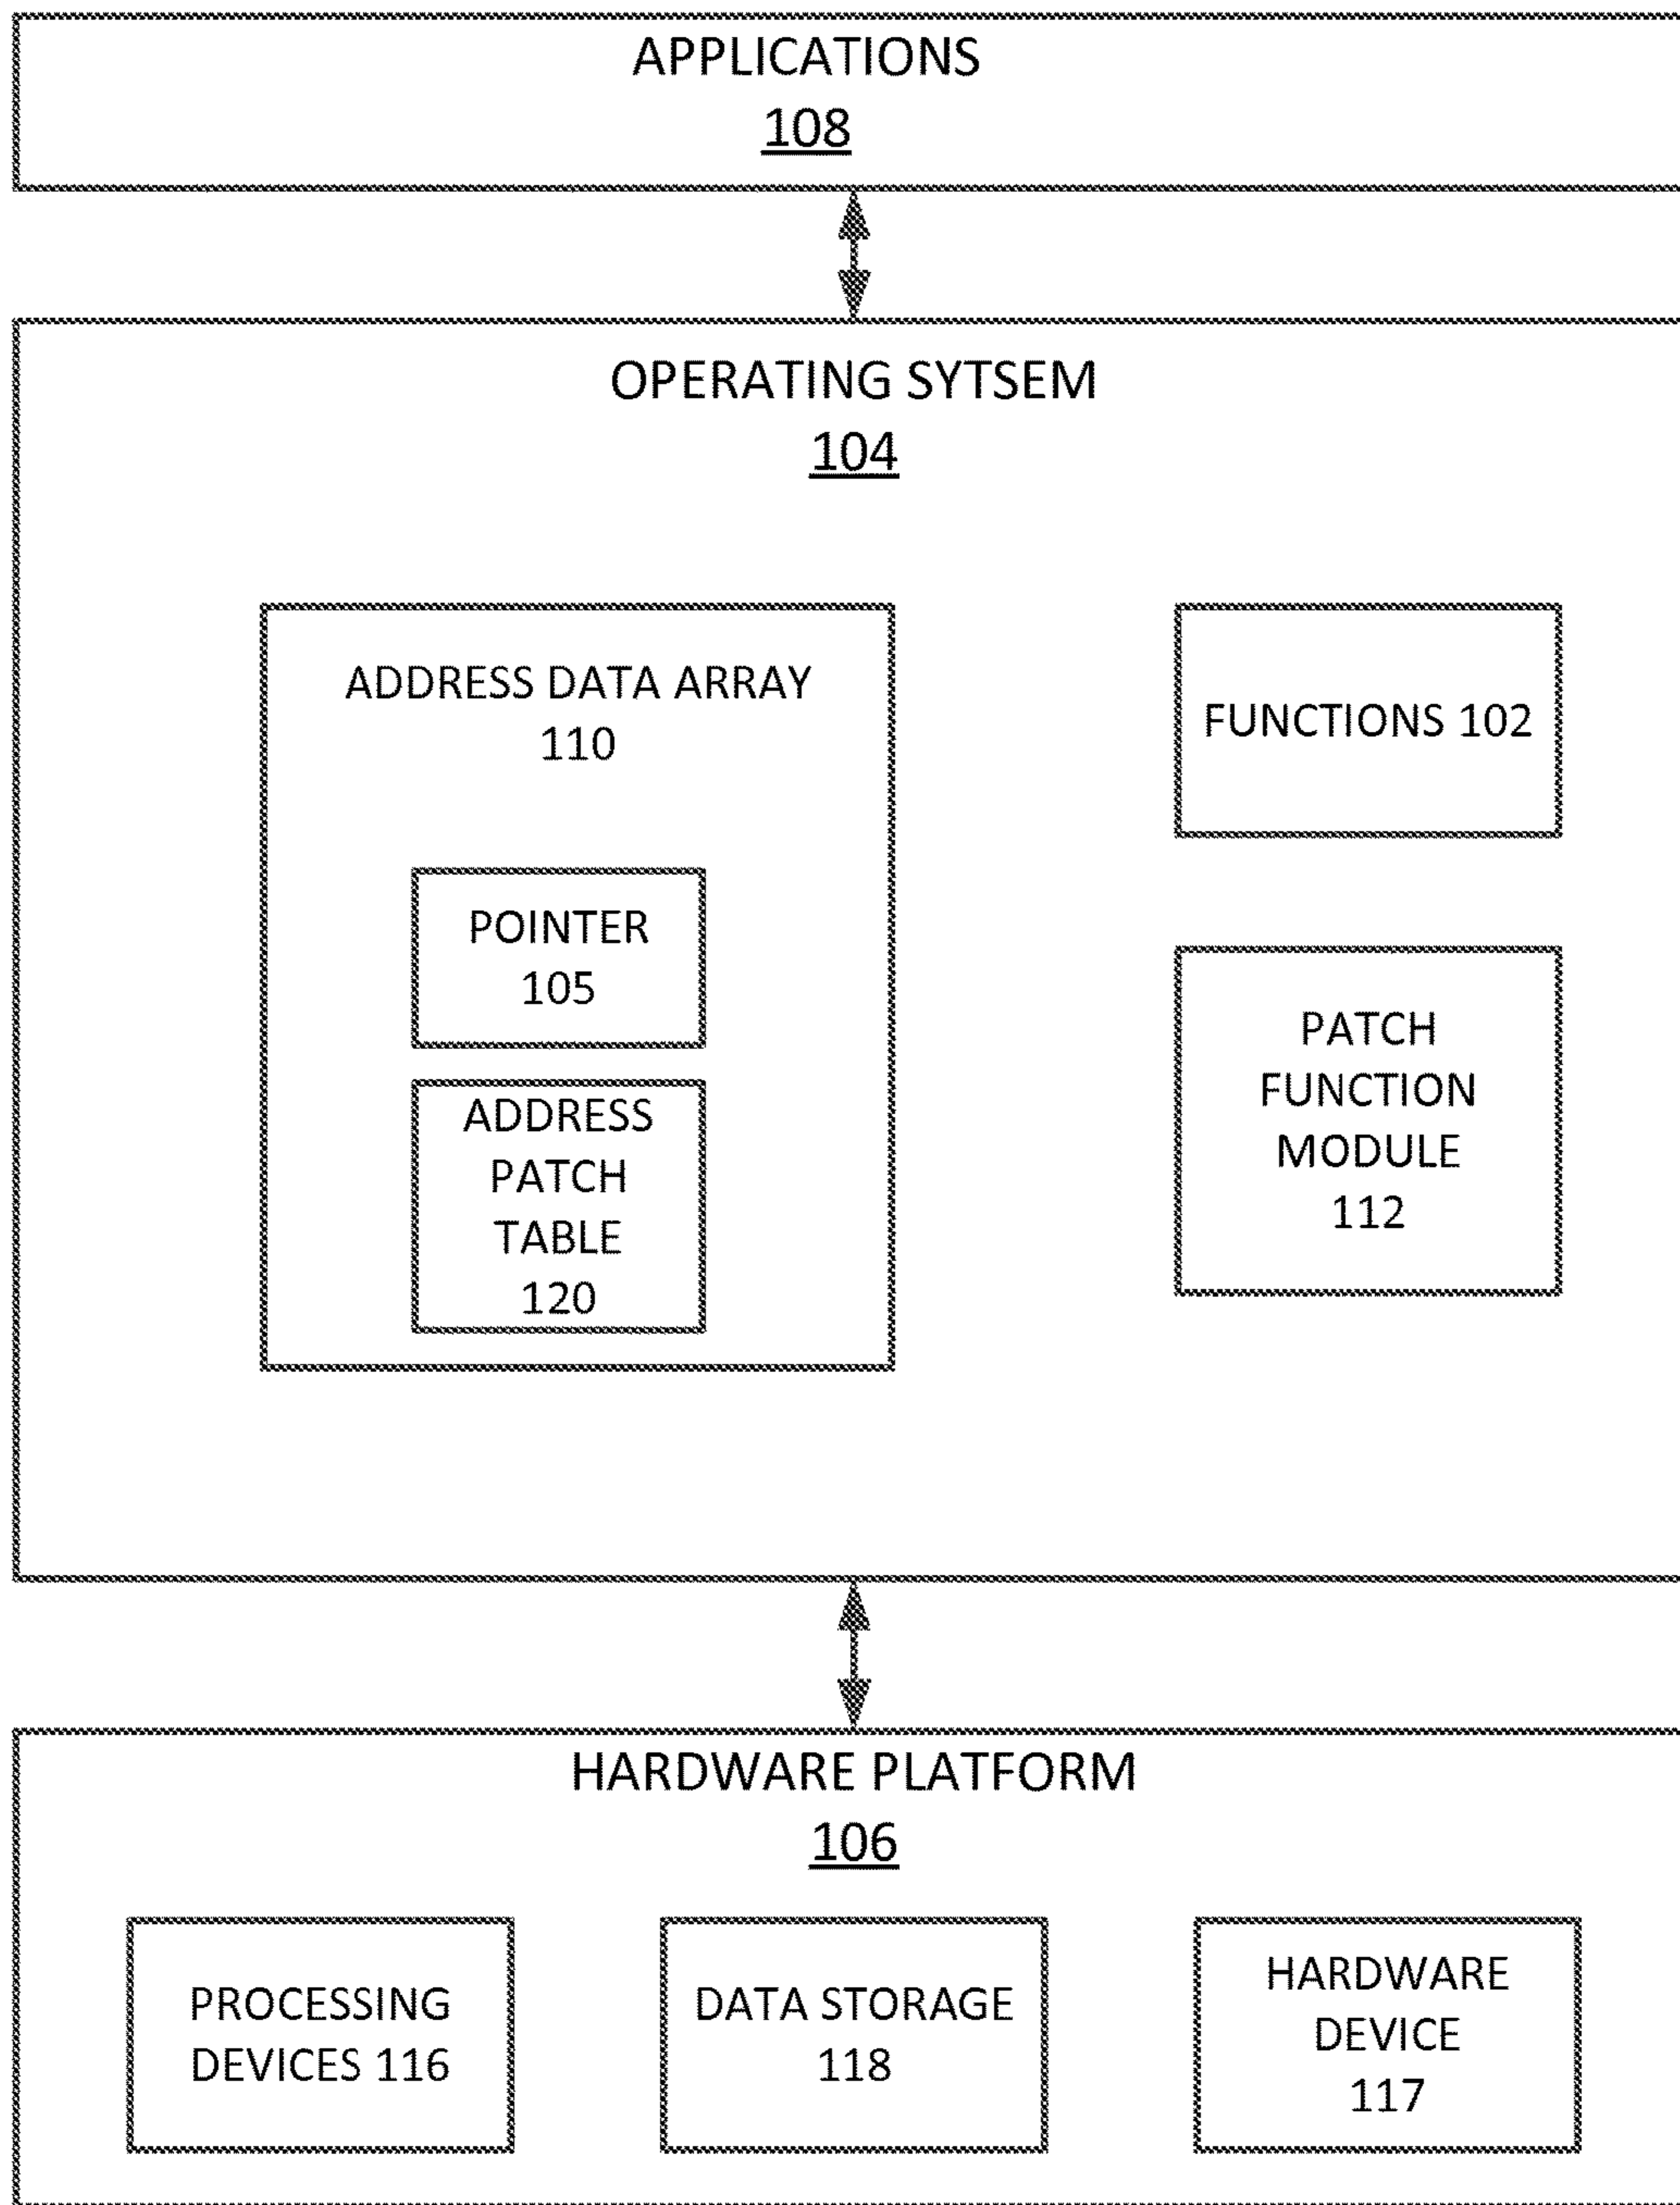 APPLICATIONS
108
OPERATING SYTSEM
104
ADDRESS DATA ARRAY
110
POINTER
105
ADDRESS
PATCH
TABLE
120
FUNCTIONS 102
PATCH
FUNCTION
MODULE
112
HARDWARE PLATFORM
106
PROCESSING
DEVICES 116
DATA STORAGE
118
HARDWARE
DEVICE
117